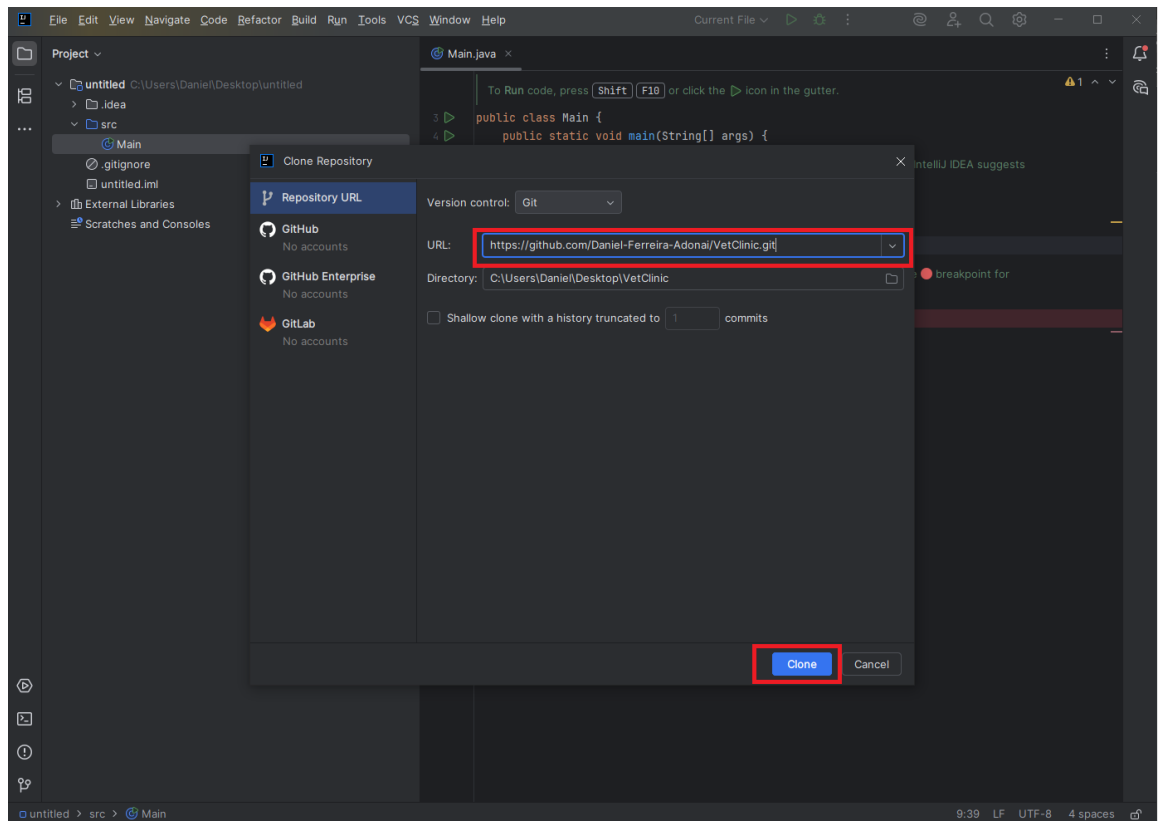 File Edit View Navigate Code Refactor Build Run Tools VCS Window Help Current File
Project
Main.java
untitled C:\Users\Daniel\Desktop\untitled
.idea
src
Main
.gitignore
untitled.iml
External Libraries
Scratches and Consoles
To Run code, press Shift F10 or click the icon in the gutter.
1
3 public class Main {
4 public static void main(String[] args) {
IntelliJ IDEA suggests
breakpoint for
Clone Repository
Repository URL
GitHub
No accounts
GitHub Enterprise
No accounts
GitLab
No accounts
Version control: Git
URL: https://github.com/Daniel-Ferreira-Adonai/VetClinic.git
Directory: C:\Users\Daniel\Desktop\VetClinic
Shallow clone with a history truncated to 1 commits
Clone Cancel
untitled > src > Main 9:39 LF UTF-8 4 spaces